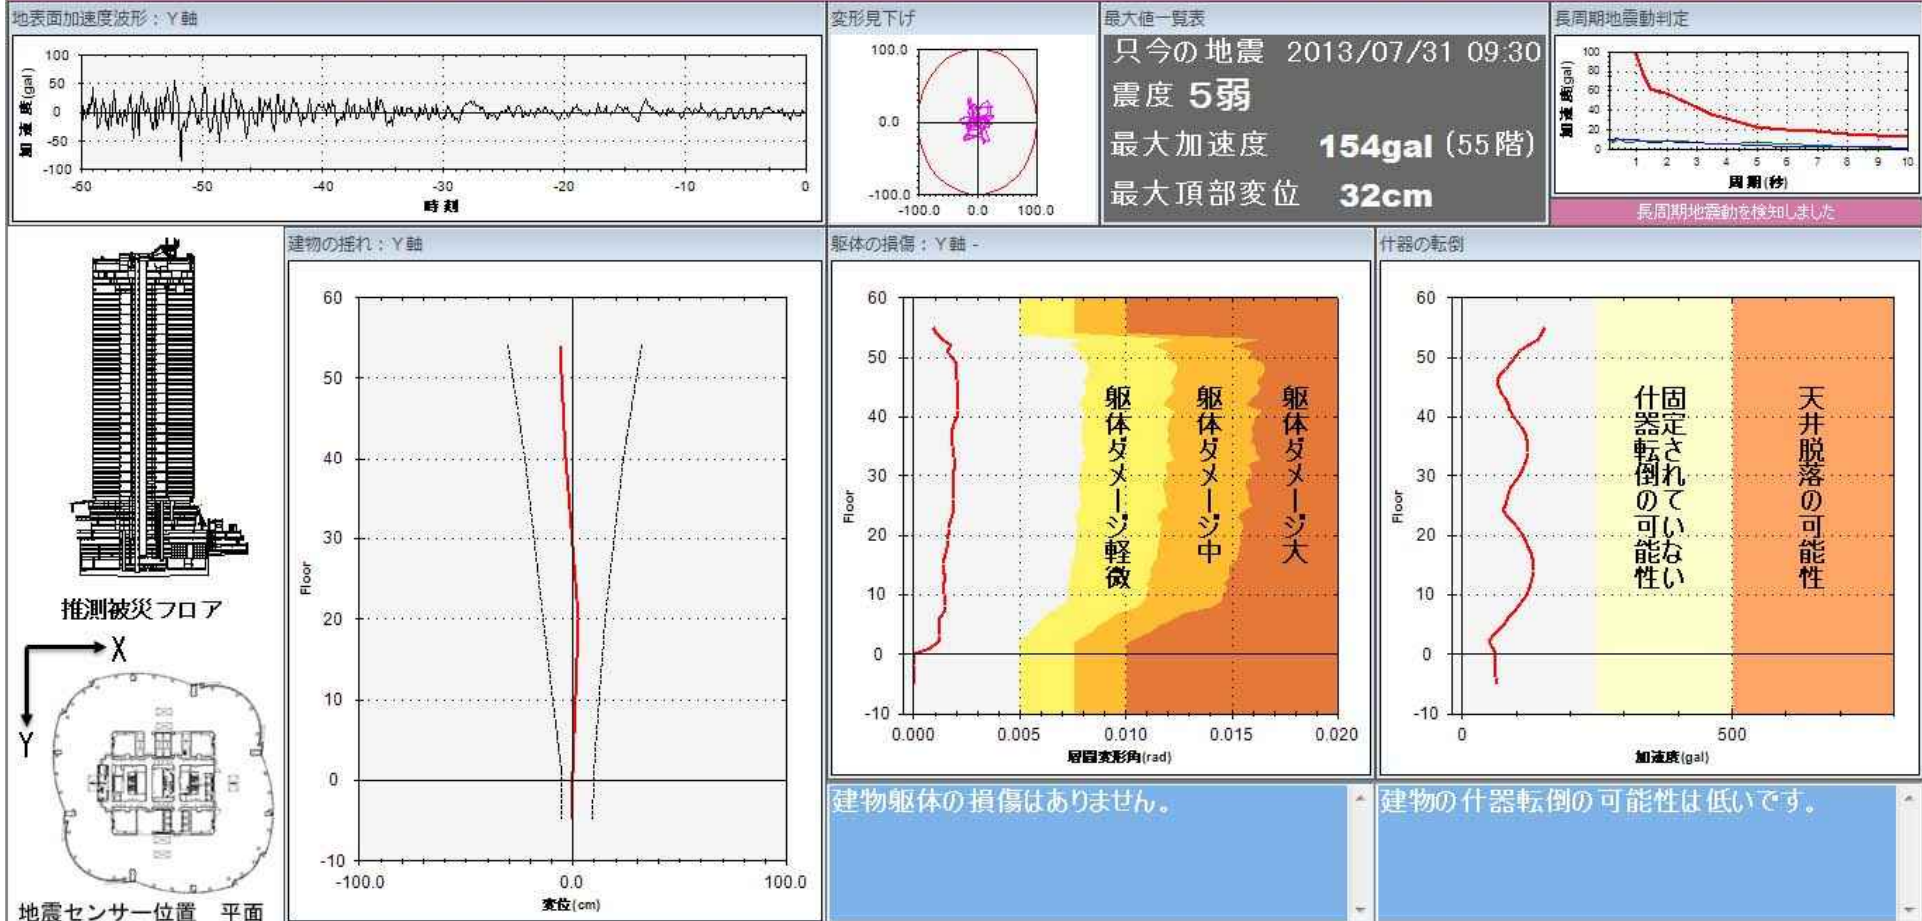 地表面加速度波形：Ｙ軸
100
50
0
-50
-100
加速度(gal)
-60
-50
-40
-30
-20
-10
0
時刻
変形見下げ
100.0
0.0
-100.0
-100.0
0.0
100.0
最大値一覧表
只今の地震 2013/07/31 09:30
震度 5弱
最大加速度 154gal (55階)
最大頂部変位 32cm
長周期地震動判定
100
80
60
40
20
0
加速度(gal)
1
2
3
4
5
6
7
8
9
10
周期(秒)
長周期地震動を検知しました
推測被災フロア
X
Y
地震センサー位置 平面
建物の揺れ：Ｙ軸
60
50
40
30
20
10
0
-10
Floor
-100.0
0.0
100.0
変位(cm)
躯体の損傷：Ｙ軸 -
60
50
40
30
20
10
0
-10
Floor
躯体ダメージ軽微
躯体ダメージ中
躯体ダメージ大
0.000
0.005
0.010
0.015
0.020
層間変形角(rad)
建物躯体の損傷はありません。
什器の転倒
60
50
40
30
20
10
0
-10
Floor
固定されていない
什器転倒の可能性
天井脱落の可能性
0
500
加速度(gal)
建物の什器転倒の可能性は低いです。